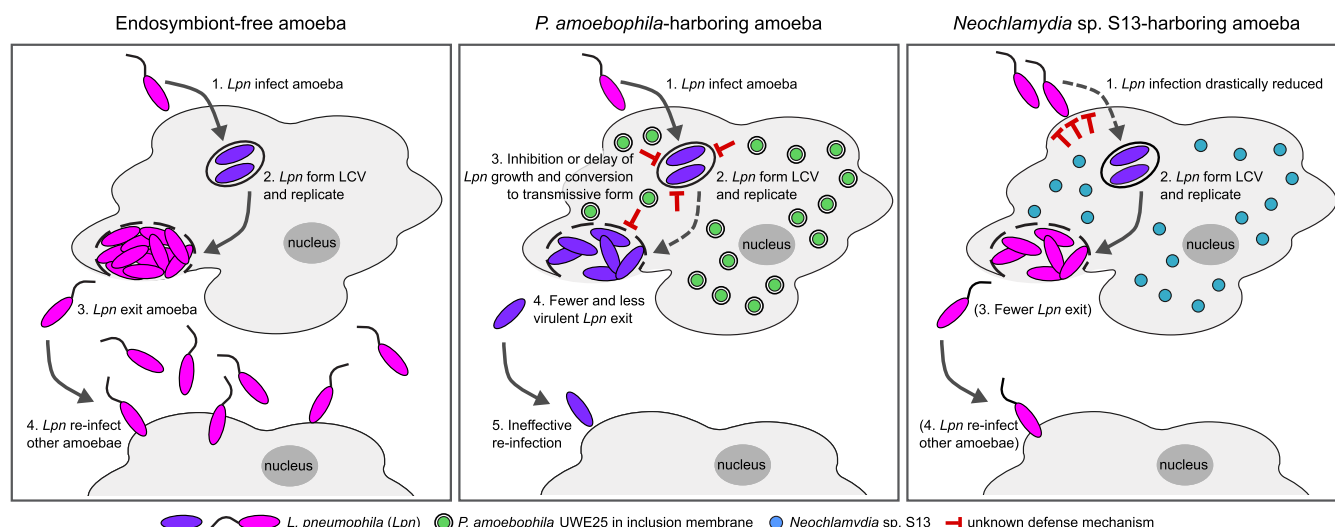 Endosymbiont-free amoeba
1. Lpn infect amoeba
2. Lpn form LCV
and replicate
nucleus
3. Lpn exit amoeba
4. Lpn re-infect
other amoebae
nucleus
P. amoebophila-harboring amoeba
1. Lpn infect amoeba
3. Inhibition or delay of
Lpn growth and conversion
to transmissive form
2. Lpn form LCV
and replicate
nucleus
4. Fewer and less
virulent Lpn exit
5. Ineffective
re-infection
nucleus
Neochlamydia sp. S13-harboring amoeba
1. Lpn infection drastically reduced
2. Lpn form LCV
and replicate
nucleus
(3. Fewer Lpn exit)
(4. Lpn re-infect
other amoebae)
nucleus
L. pneumophila (Lpn)
P. amoebophila UWE25 in inclusion membrane
Neochlamydia sp. S13
unknown defense mechanism